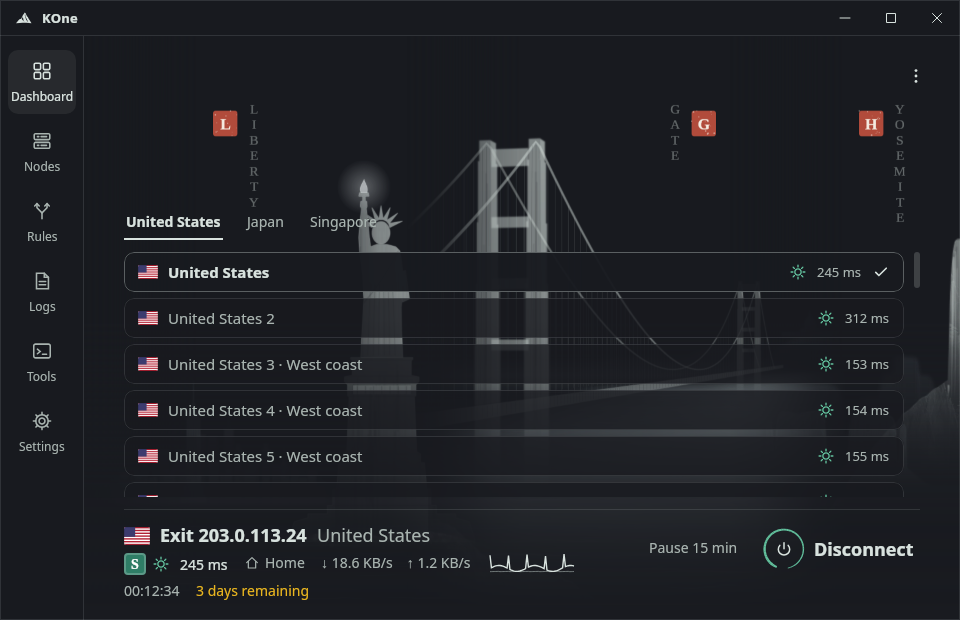 KOne
Dashboard
Nodes
Rules
Logs
Tools
Settings
L
LIBERTY
GATE
G
H
YOSEMITE
United States
Japan
Singapore
United States
245 ms
United States 2
312 ms
United States 3 · West coast
153 ms
United States 4 · West coast
154 ms
United States 5 · West coast
155 ms
Exit 203.0.113.24 United States
S
245 ms
Home
↓ 18.6 KB/s
↑ 1.2 KB/s
00:12:34
3 days remaining
Pause 15 min
Disconnect